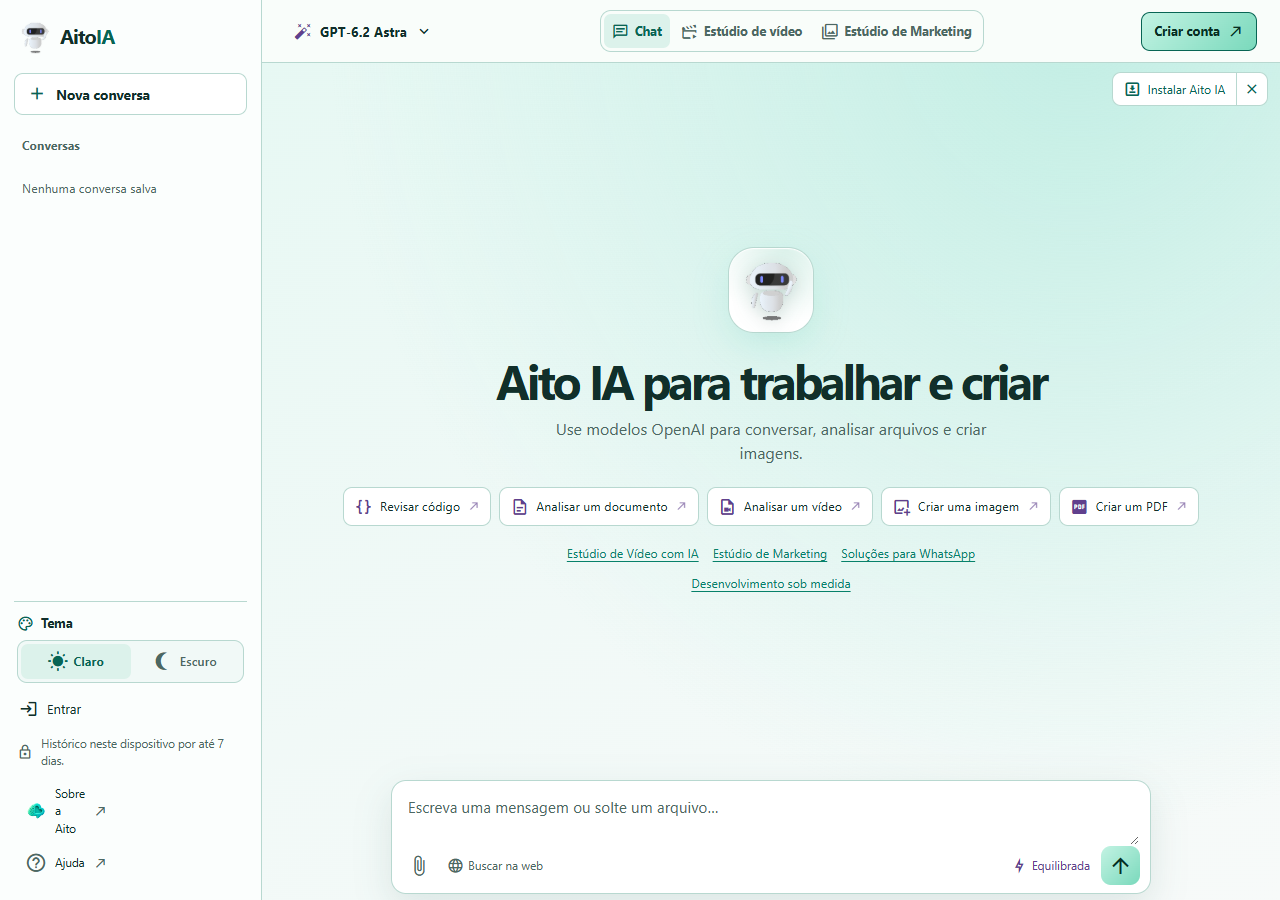 AitoIA
Nova conversa
Conversas
Nenhuma conversa salva
Tema
Claro
Escuro
Entrar
Histórico neste dispositivo por até 7
dias.
Sobre
a
Aito
Ajuda
GPT-6.2 Astra
Chat
Estúdio de vídeo
Estúdio de Marketing
Criar conta
Instalar Aito IA
Aito IA para trabalhar e criar
Use modelos OpenAI para conversar, analisar arquivos e criar
imagens.
Revisar código
Analisar um documento
Analisar um vídeo
Criar uma imagem
PDF
Criar um PDF
Estúdio de Vídeo com IA
Estúdio de Marketing
Soluções para WhatsApp
Desenvolvimento sob medida
Escreva uma mensagem ou solte um arquivo...
Buscar na web
Equilibrada